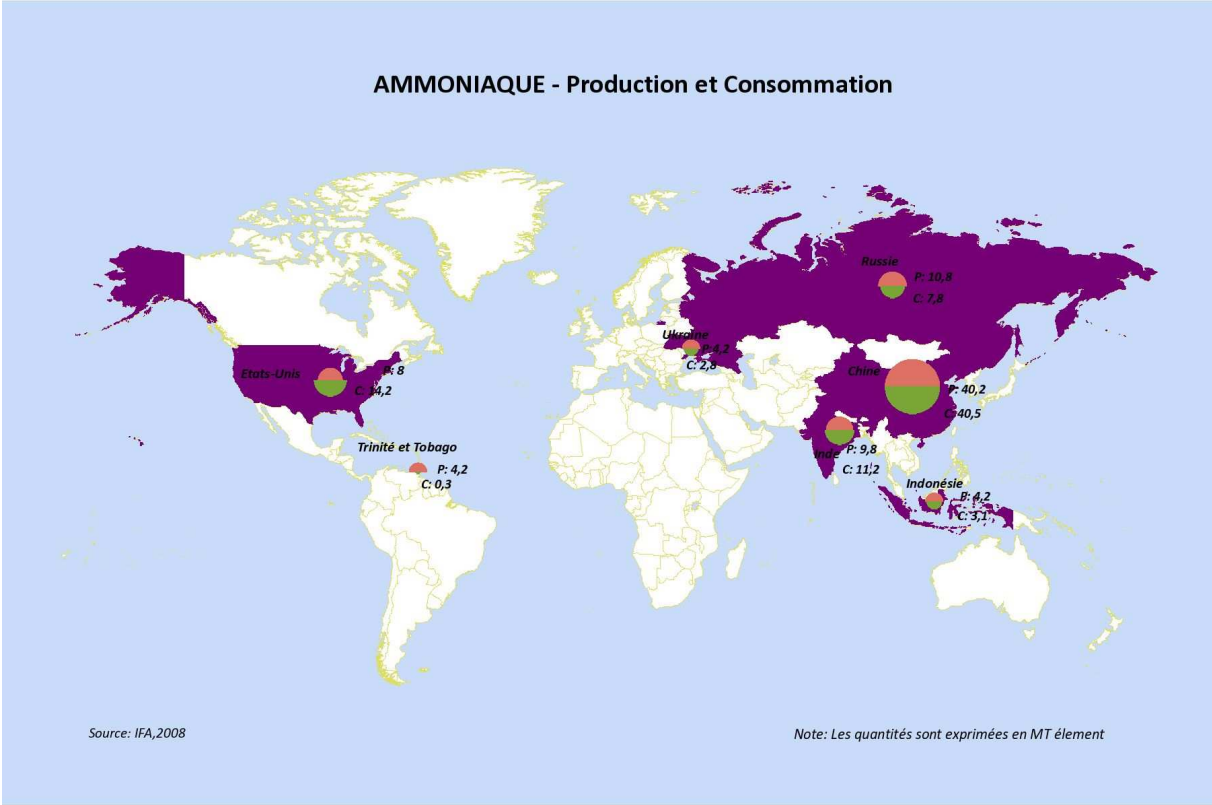 AMMONIAQUE - Production et Consommation
Russie
P: 10,8
C: 7,8
Ukraine
P:4,2
C: 2,8
Etats-Unis
P: 8
C: 14,2
Chine
P: 40,2
C:40,5
Trinité et Tobago
P: 4,2
C: 0,3
Inde
P: 9,8
C: 11,2
Indonésie
P: 4,2
C: 3,1
Source: IFA,2008
Note: Les quantités sont exprimées en MT élement